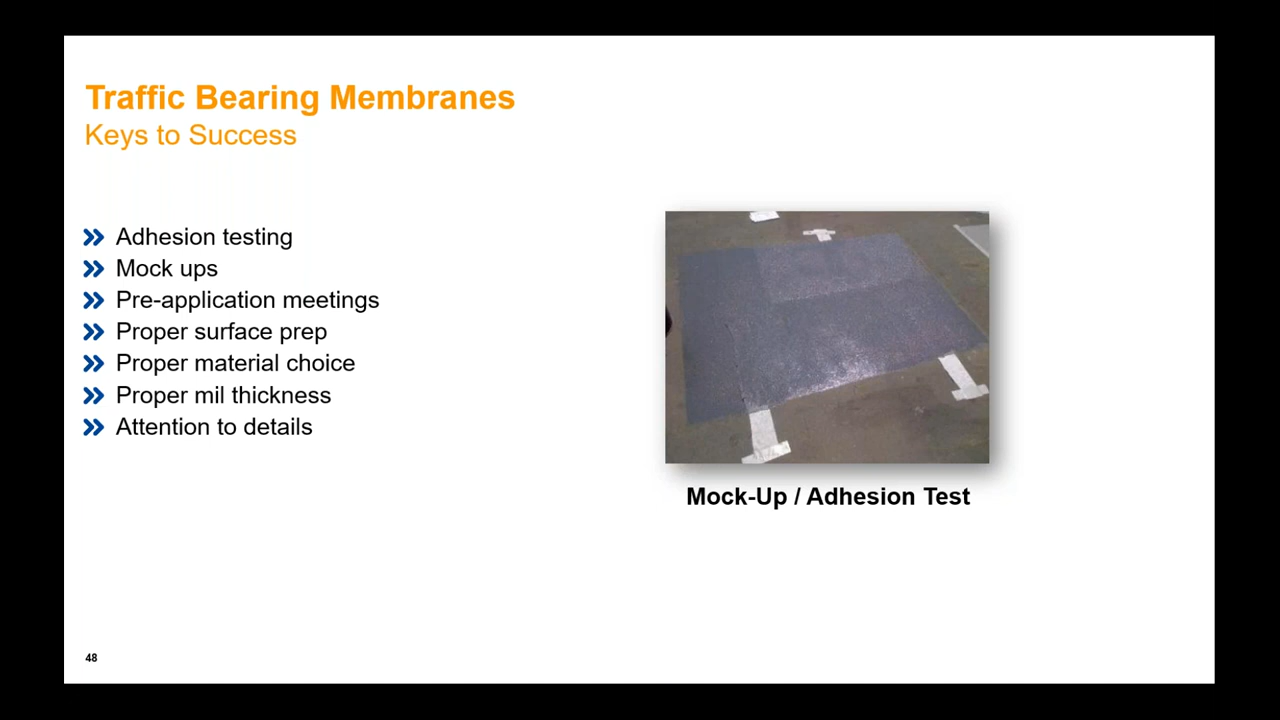 Traffic Bearing Membranes
Keys to Success
Adhesion testing
Mock ups
Pre-application meetings
Proper surface prep
Proper material choice
Proper mil thickness
Attention to details
Mock-Up / Adhesion Test
48